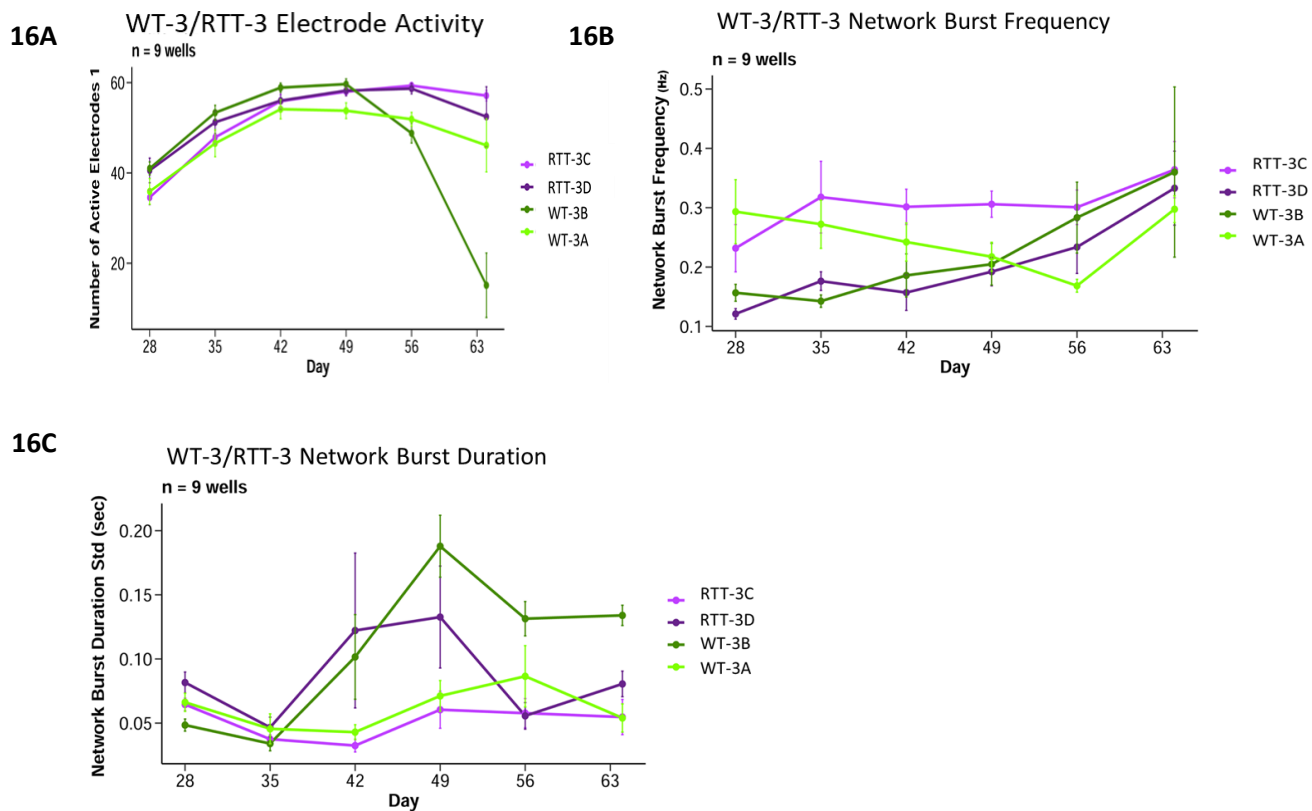 16A
WT-3/RTT-3 Electrode Activity
n = 9 wells
Number of Active Electrodes 1
60
40
20
28 35 42 49 56 63
Day
RTT-3C
RTT-3D
WT-3B
WT-3A
16B
WT-3/RTT-3 Network Burst Frequency
n = 9 wells
Network Burst Frequency (Hz)
0.5
0.4
0.3
0.2
0.1
28 35 42 49 56 63
Day
RTT-3C
RTT-3D
WT-3B
WT-3A
16C
WT-3/RTT-3 Network Burst Duration
n = 9 wells
Network Burst Duration Std (sec)
0.20
0.15
0.10
0.05
28 35 42 49 56 63
Day
RTT-3C
RTT-3D
WT-3B
WT-3A